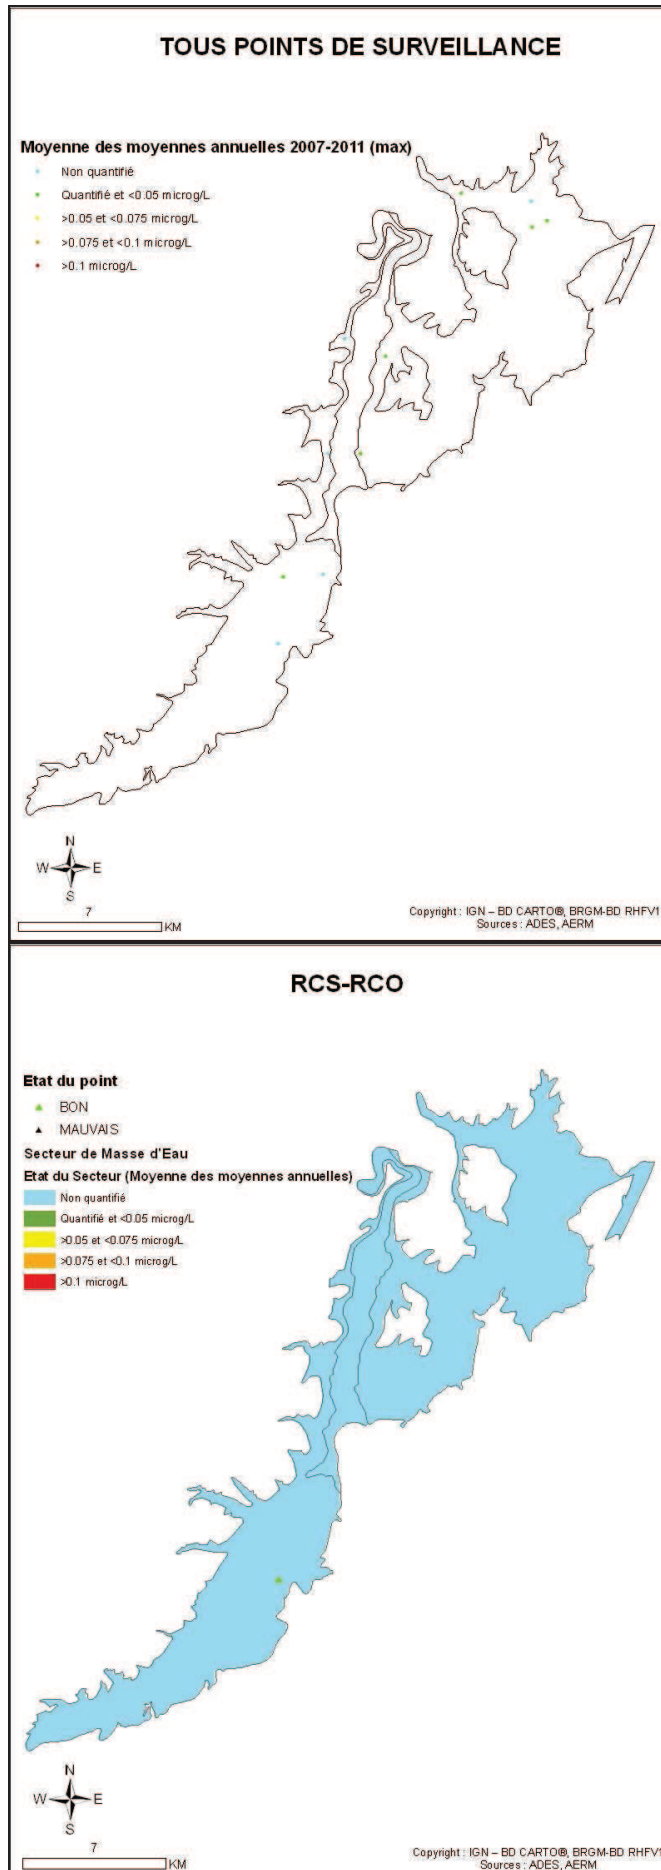 TOUS POINTS DE SURVEILLANCE
Moyenne des moyennes annuelles 2007-2011 (max)
Non quantifié
Quantifié et <0.05 microg/L
>0.05 et <0.075 microg/L
>0.075 et <0.1 microg/L
>0.1 microg/L
N
W E
S
7
KM
Copyright : IGN – BD CARTO®, BRGM-BD RHFV1
Sources : ADES, AERM
RCS-RCO
Etat du point
BON
MAUVAIS
Secteur de Masse d'Eau
Etat du Secteur (Moyenne des moyennes annuelles)
Non quantifié
Quantifié et <0.05 microg/L
>0.05 et <0.075 microg/L
>0.075 et <0.1 microg/L
>0.1 microg/L
N
W E
S
7
KM
Copyright : IGN – BD CARTO®, BRGM-BD RHFV1
Sources : ADES, AERM